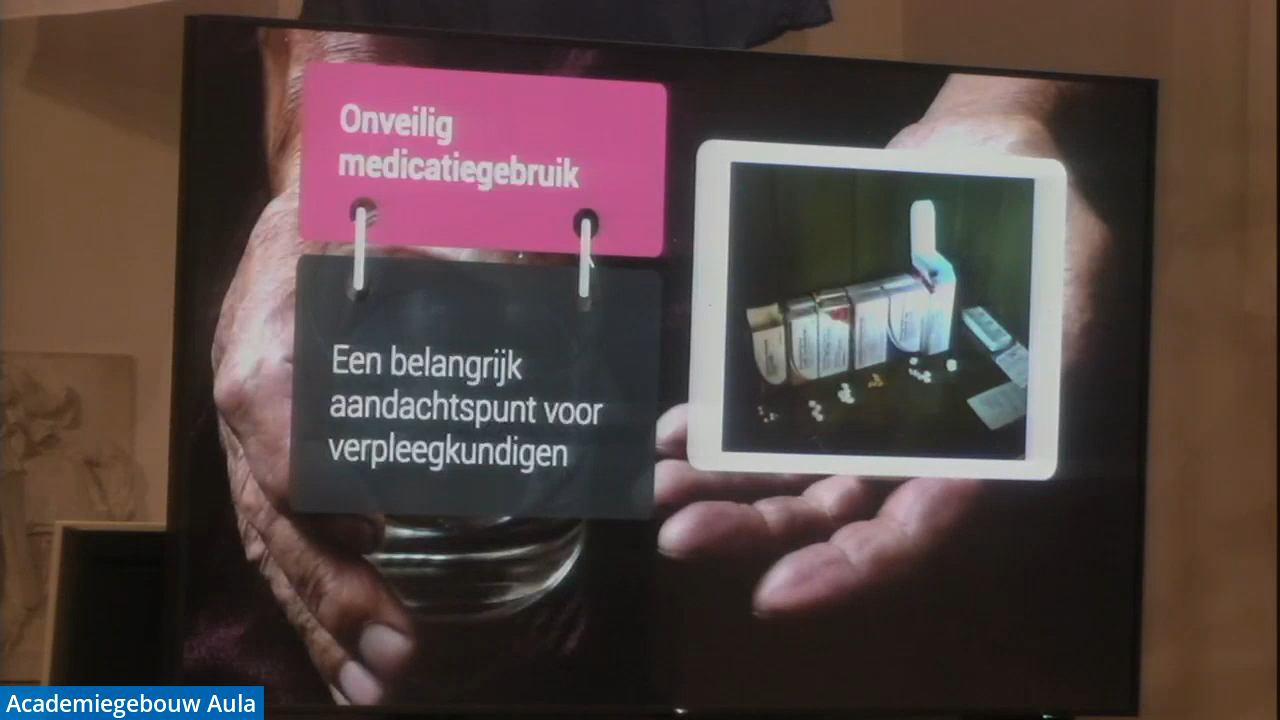 Onveilig
medicatiegebruik
Een belangrijk
aandachtspunt voor
verpleegkundigen
Academiegebouw Aula